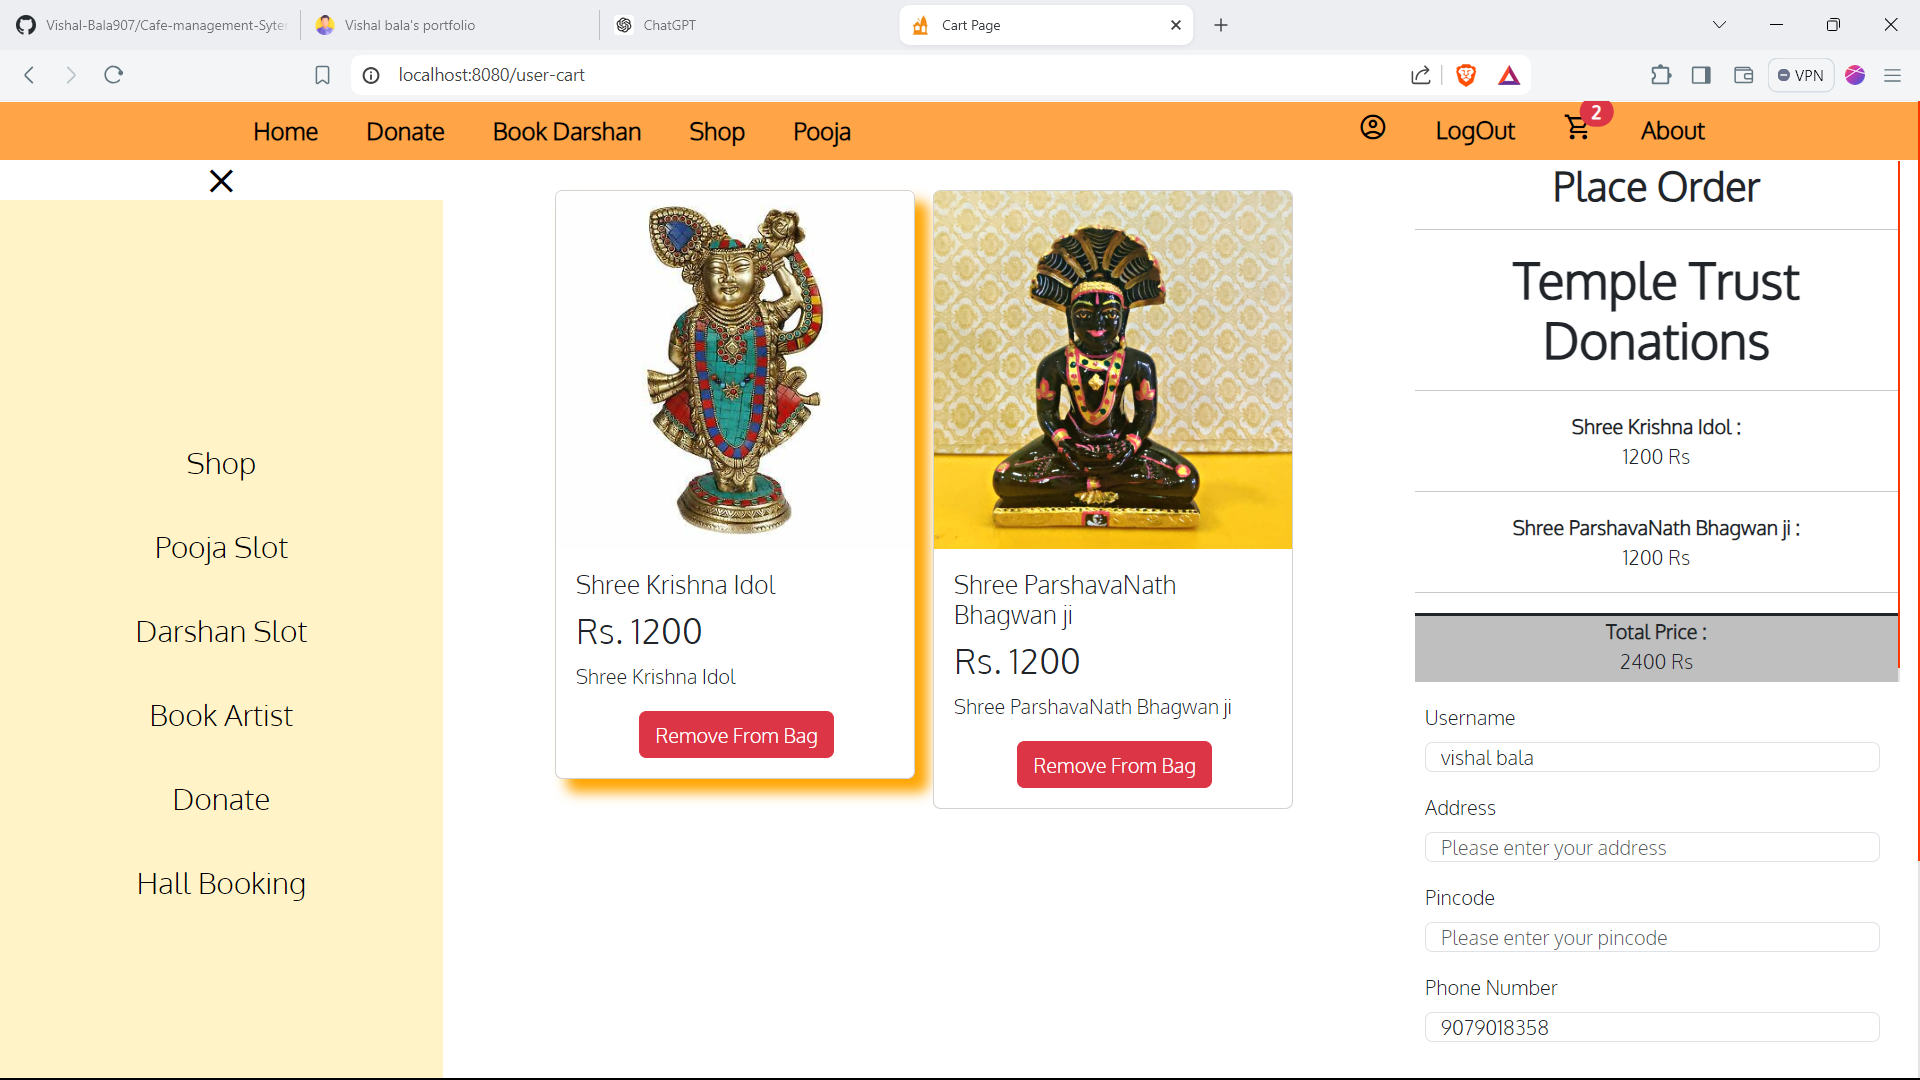 Vishal-Bala907/Cafe-management-Syte
Vishal bala's portfolio
ChatGPT
Cart Page
localhost:8080/user-cart
VPN
Home
Donate
Book Darshan
Shop
Pooja
LogOut
2
About
Shop
Pooja Slot
Darshan Slot
Book Artist
Donate
Hall Booking
Shree Krishna Idol
Rs. 1200
Shree Krishna Idol
Remove From Bag
Shree ParshavaNath
Bhagwan ji
Rs. 1200
Shree ParshavaNath Bhagwan ji
Remove From Bag
Place Order
Temple Trust
Donations
Shree Krishna Idol :
1200 Rs
Shree ParshavaNath Bhagwan ji :
1200 Rs
Total Price :
2400 Rs
Username
vishal bala
Address
Please enter your address
Pincode
Please enter your pincode
Phone Number
9079018358